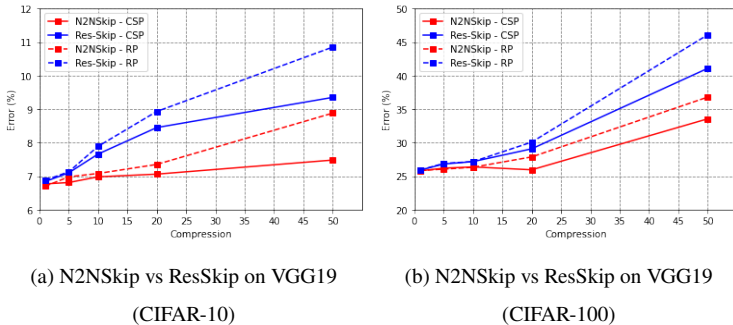 12
11
10
9
8
7
6
Error (%)
N2NSkip - CSP
Res-Skip - CSP
N2NSkip - RP
Res-Skip - RP
0 5 10 15 20 25 30 35 40 45 50
Compression
50
45
40
35
30
25
20
Error (%)
N2NSkip - CSP
Res-Skip - CSP
N2NSkip - RP
Res-Skip - RP
0 5 10 15 20 25 30 35 40 45 50
Compression
(a) N2NSkip vs ResSkip on VGG19
(CIFAR-10)
(b) N2NSkip vs ResSkip on VGG19
(CIFAR-100)